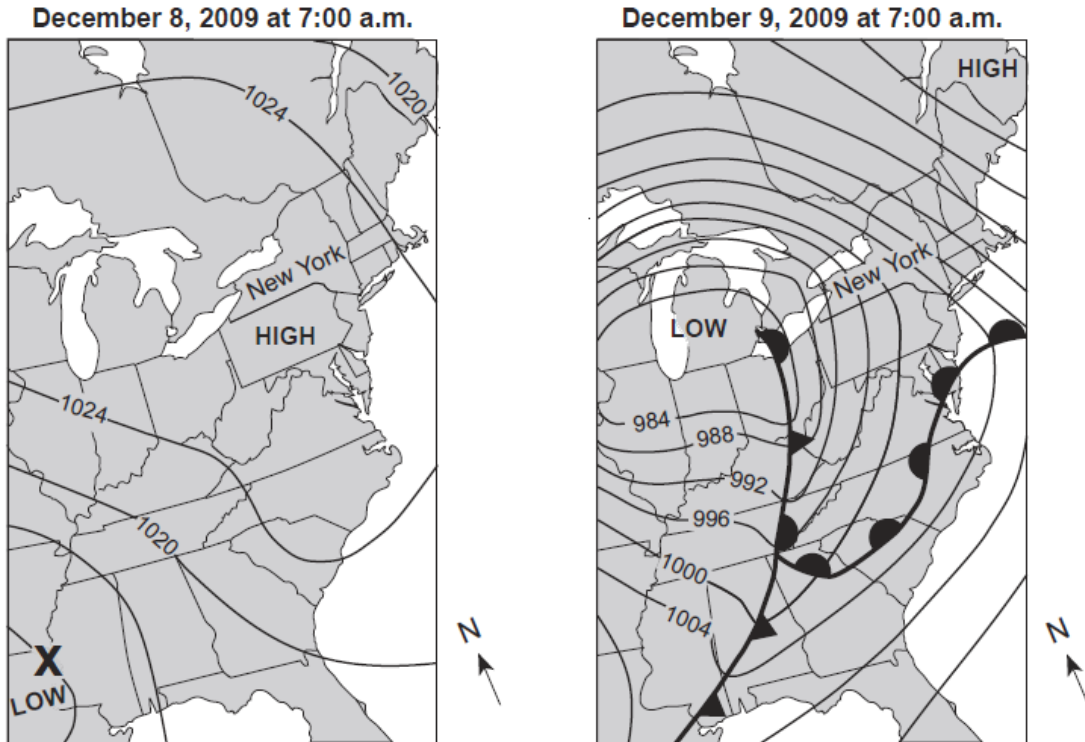 December 8, 2009 at 7:00 a.m.
1020
1024
New York
HIGH
1024
1020
X
LOW
N
December 9, 2009 at 7:00 a.m.
HIGH
New York
LOW
984
988
992
996
1000
1004
N